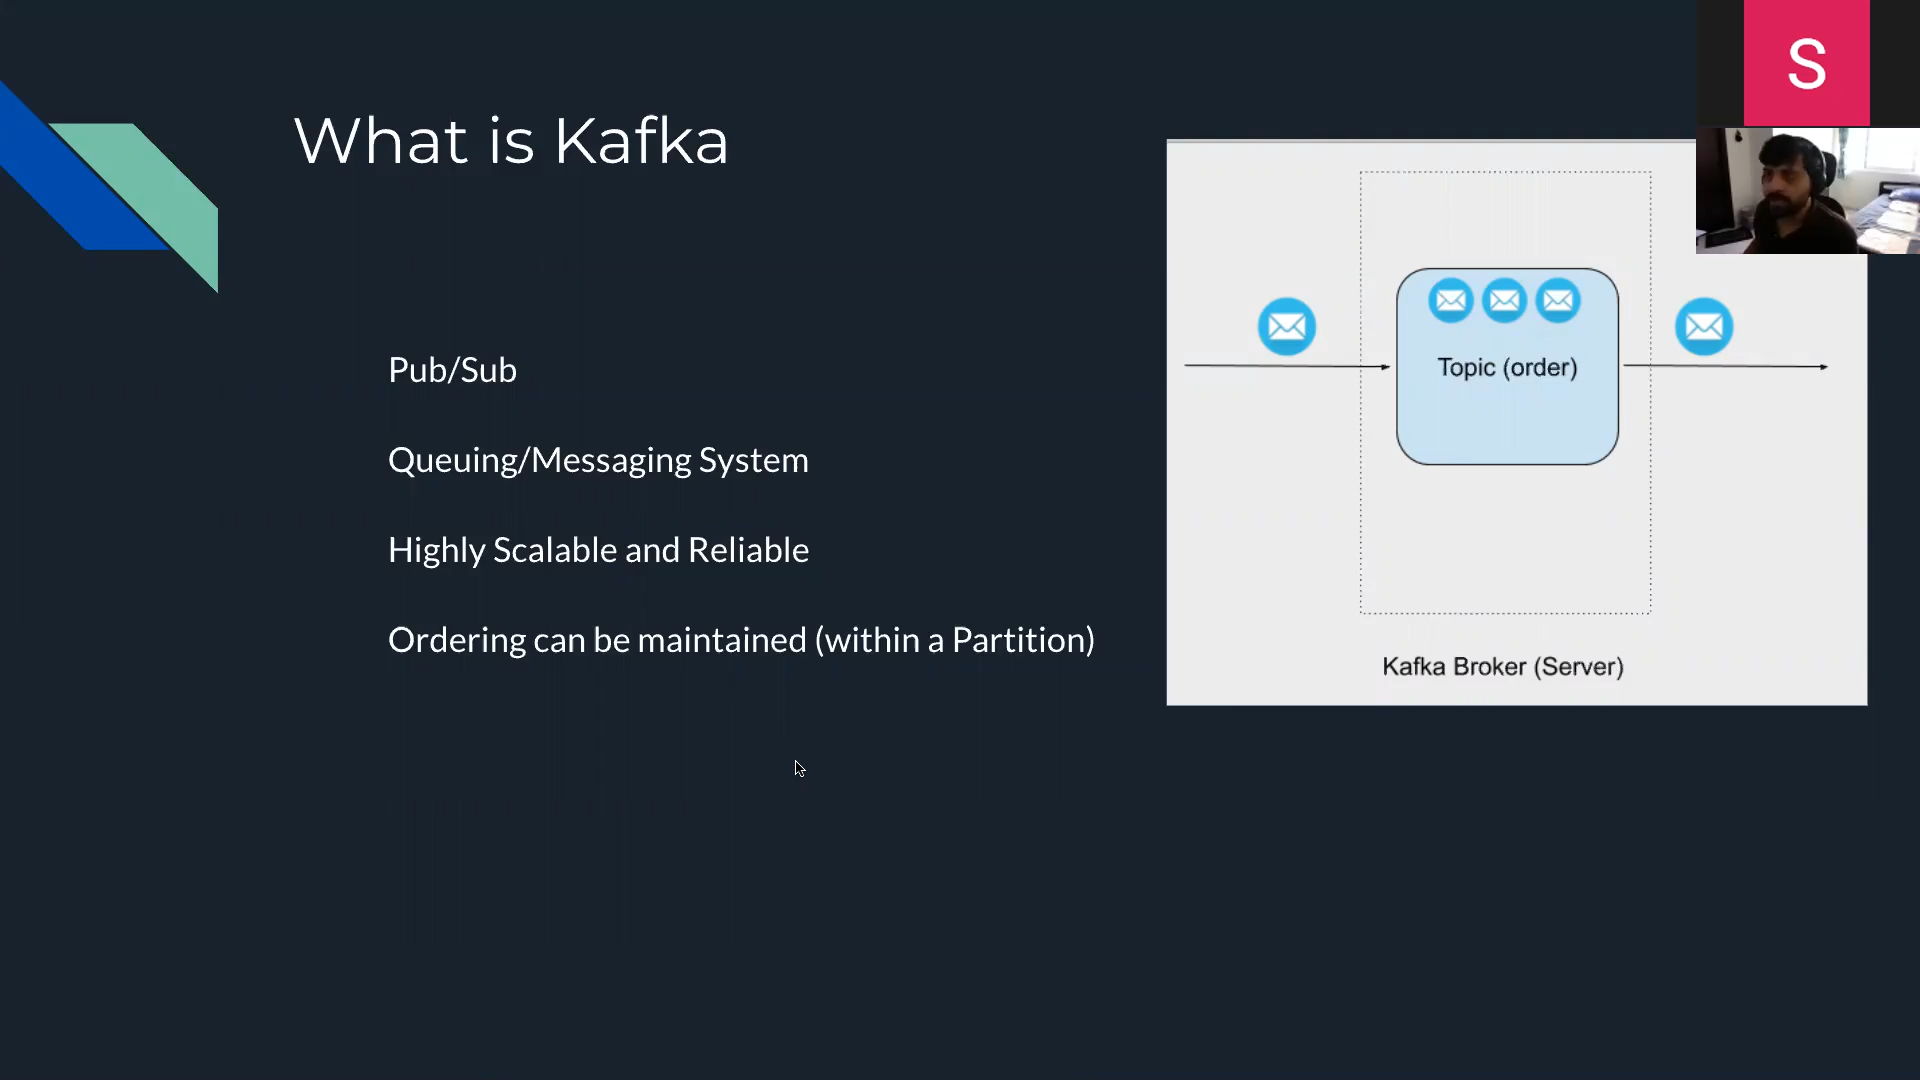 What is Kafka
Pub/Sub
Queuing/Messaging System
Highly Scalable and Reliable
Ordering can be maintained (within a Partition)
Topic (order)
Kafka Broker (Server)
S